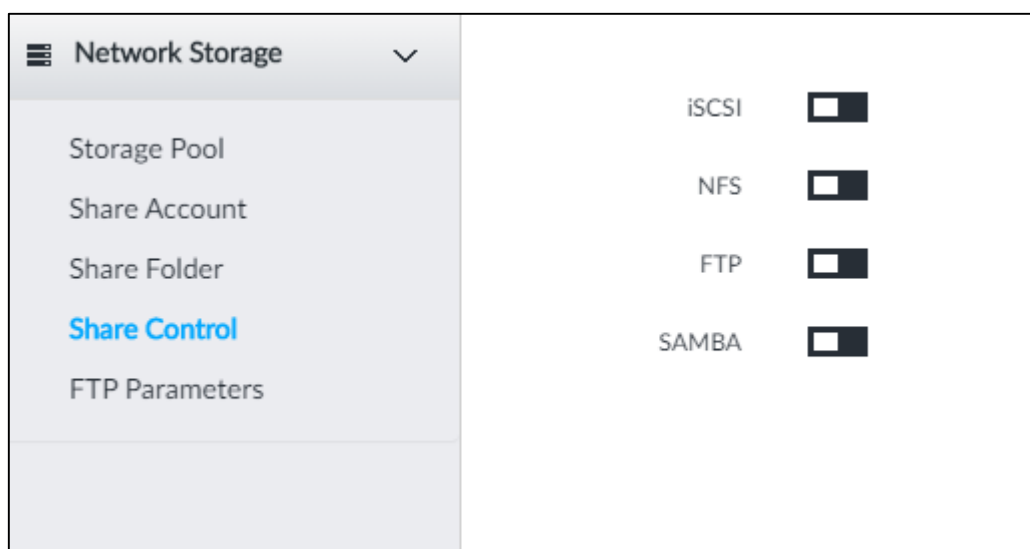 Network Storage
Storage Pool
Share Account
Share Folder
Share Control
FTP Parameters
iSCSI
NFS
FTP
SAMBA